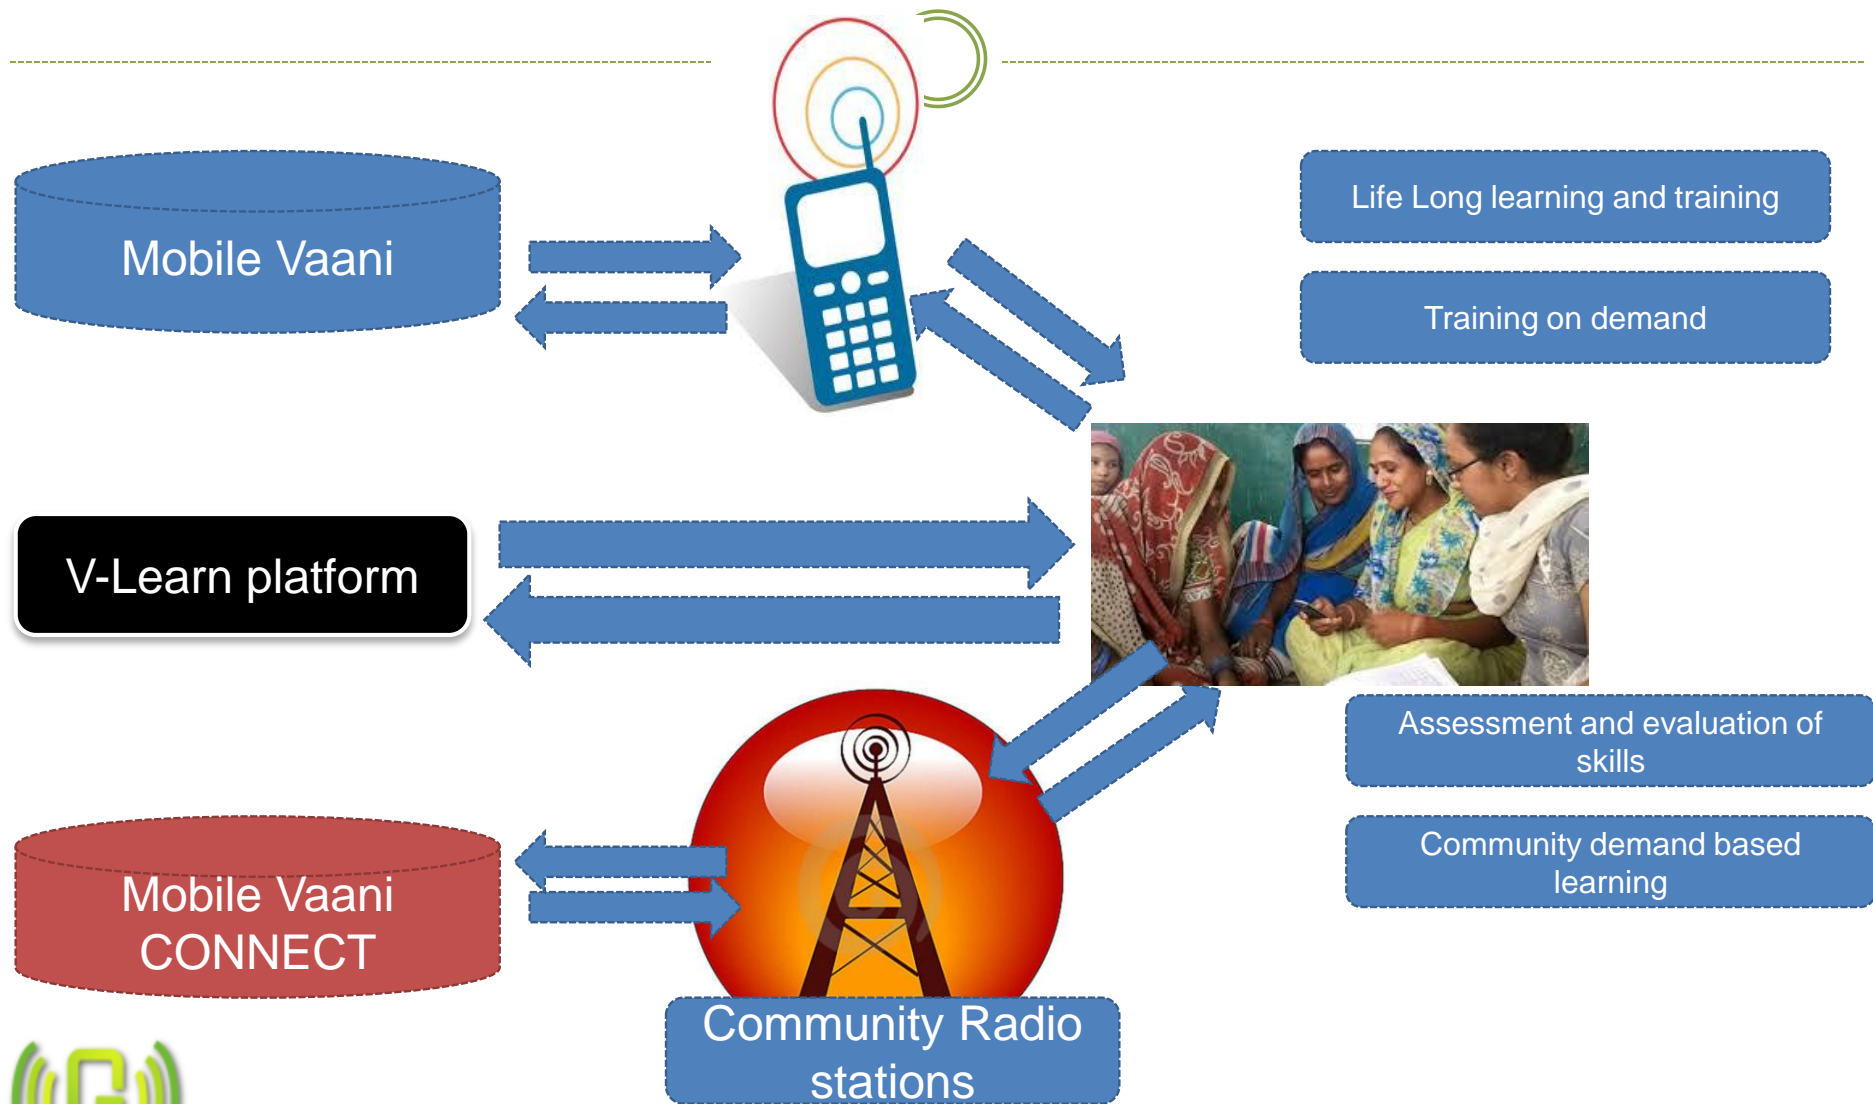 Mobile Vaani
Life Long learning and training
Training on demand
V-Learn platform
Assessment and evaluation of
skills
Community demand based
learning
Mobile Vaani
CONNECT
Community Radio
stations